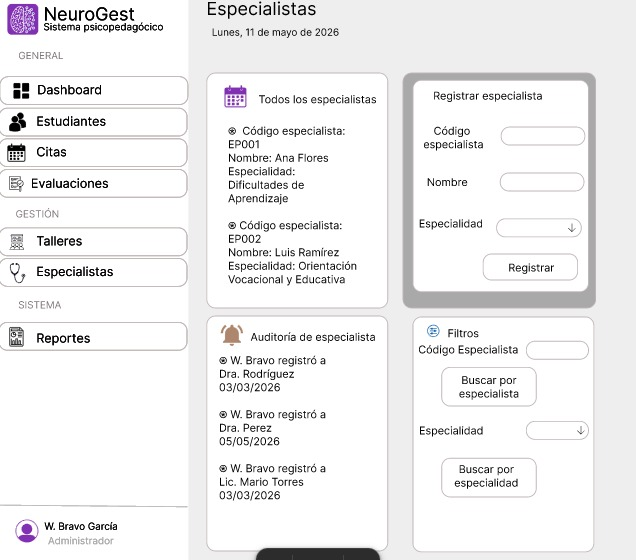 NeuroGest
Sistema psicopedagógico
GENERAL
Dashboard
Estudiantes
Citas
Evaluaciones
GESTIÓN
Talleres
Especialistas
SISTEMA
Reportes
W. Bravo García
Administrador
Especialistas
Lunes, 11 de mayo de 2026
Todos los especialistas
Código especialista:
EP001
Nombre: Ana Flores
Especialidad:
Dificultades de
Aprendizaje
Código especialista:
EP002
Nombre: Luis Ramírez
Especialidad: Orientación
Vocacional y Educativa
Registrar especialista
Código
especialista
Nombre
Especialidad
Registrar
Auditoría de especialista
W. Bravo registró a
Dra. Rodríguez
03/03/2026
W. Bravo registró a
Dra. Perez
05/05/2026
W. Bravo registró a
Lic. Mario Torres
03/03/2026
Filtros
Código Especialista
Buscar por
especialista
Especialidad
Buscar por
especialidad